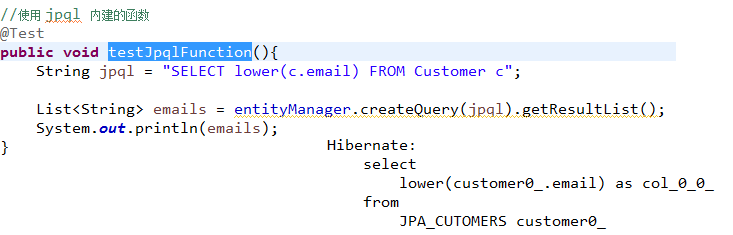 //使用 jpql 内建的函数
@Test
public void testJpqlFunction(){
    String jpql = "SELECT lower(c.email) FROM Customer c";
    List<String> emails = entityManager.createQuery(jpql).getResultList();
    System.out.println(emails);
}
Hibernate:
    select
        lower(customer0_.email) as col_0_0_
    from
        JPA_CUTOMERS customer0_